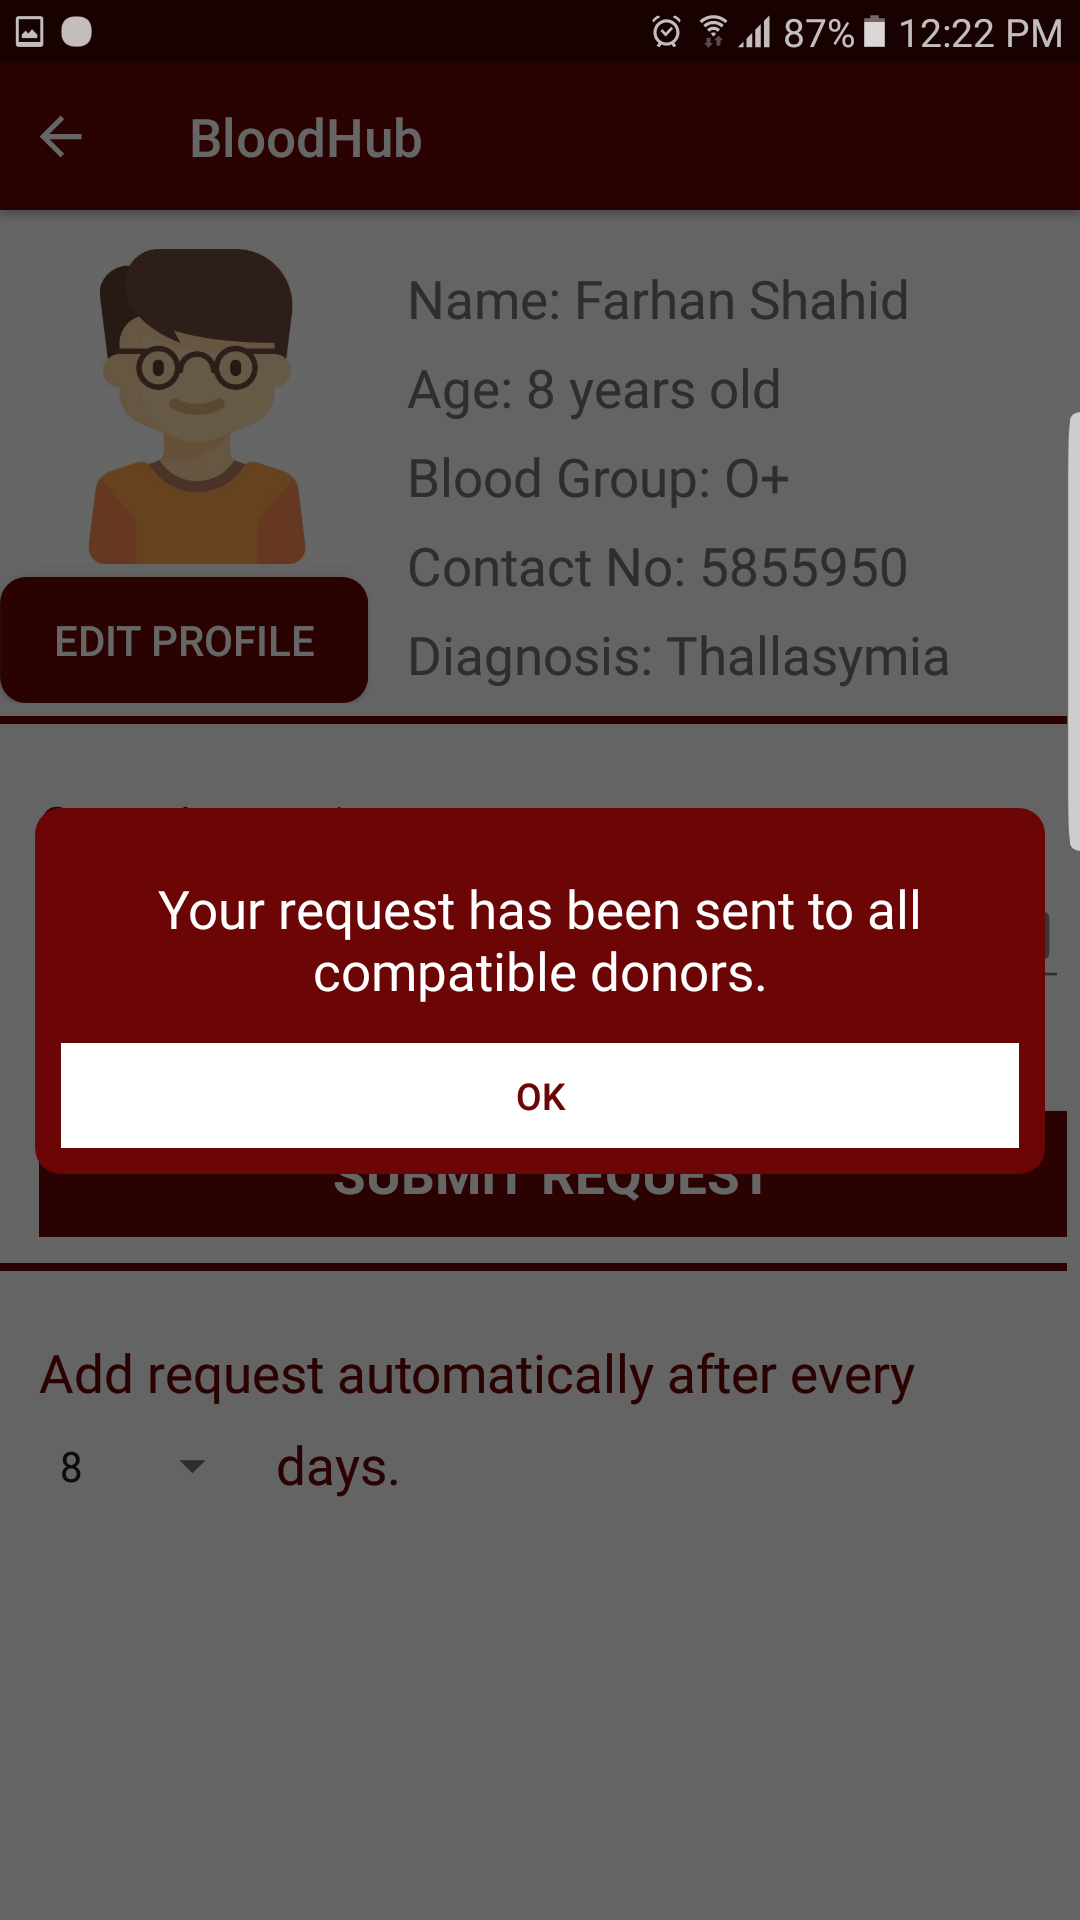 87% 12:22 PM
BloodHub
Name: Farhan Shahid
Age: 8 years old
Blood Group: O+
Contact No: 5855950
EDIT PROFILE
Diagnosis: Thallasymia
Your request has been sent to all
compatible donors.
OK
SUBMIT REQUEST
Add request automatically after every
8 days.